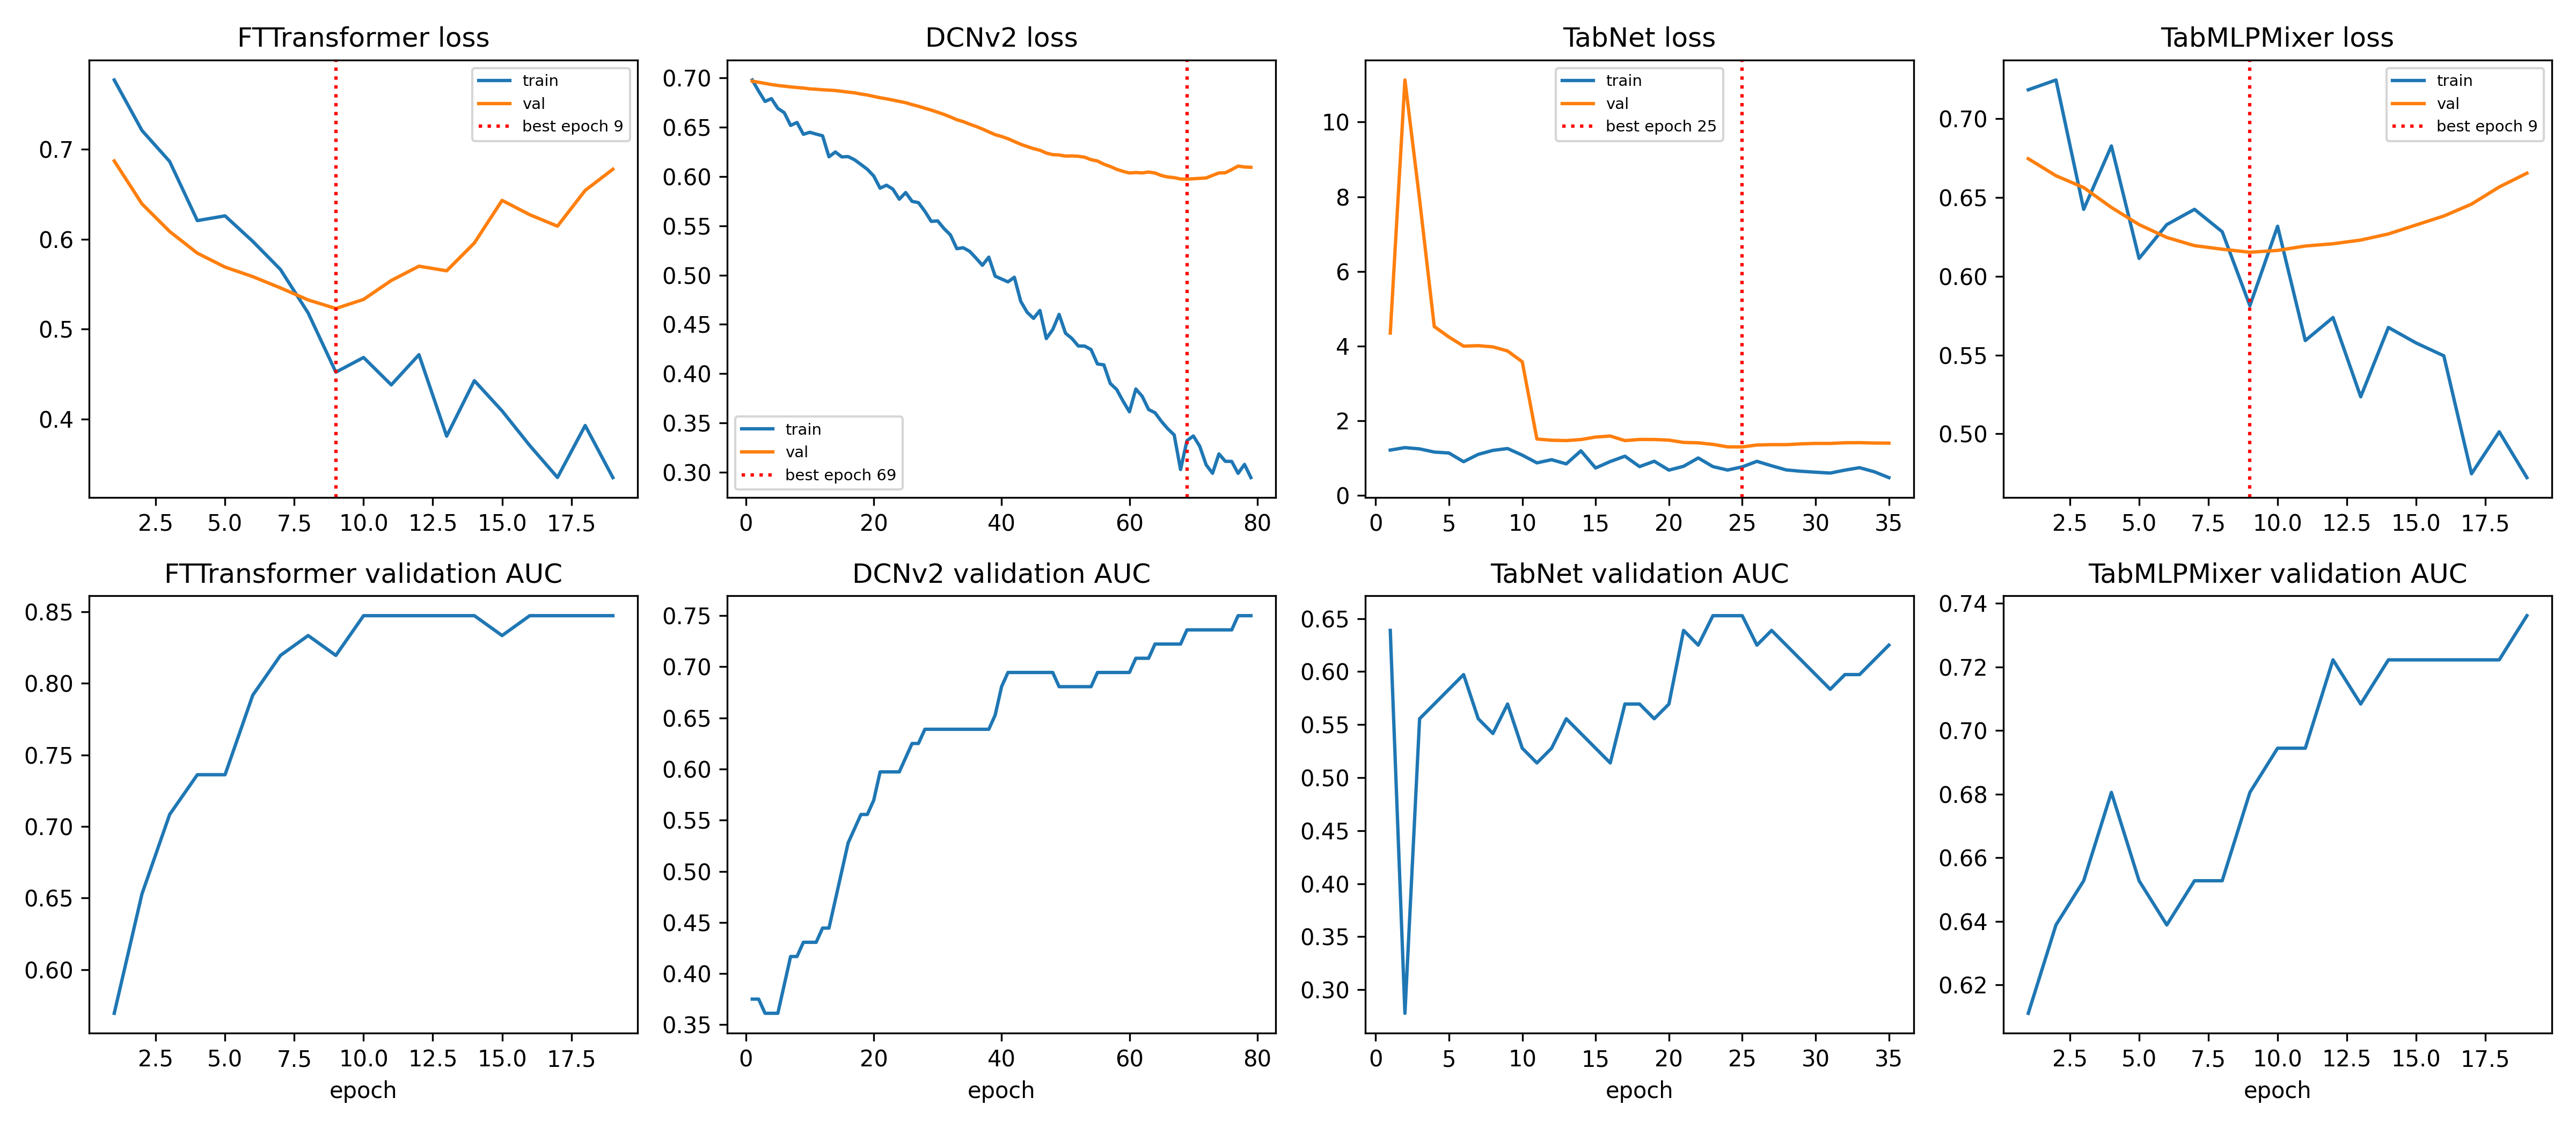 FTTransformer loss
train
val
best epoch 9
0.7
0.6
0.5
0.4
2.5 5.0 7.5 10.0 12.5 15.0 17.5
DCNv2 loss
0.70
0.65
0.60
0.55
0.50
0.45
0.40
0.35
0.30
train
val
best epoch 69
0 20 40 60 80
TabNet loss
train
val
best epoch 25
10
8
6
4
2
0
0 5 10 15 20 25 30 35
TabMLPMixer loss
train
val
best epoch 9
0.70
0.65
0.60
0.55
0.50
2.5 5.0 7.5 10.0 12.5 15.0 17.5
FTTransformer validation AUC
0.85
0.80
0.75
0.70
0.65
0.60
2.5 5.0 7.5 10.0 12.5 15.0 17.5
epoch
DCNv2 validation AUC
0.75
0.70
0.65
0.60
0.55
0.50
0.45
0.40
0.35
0 20 40 60 80
epoch
TabNet validation AUC
0.65
0.60
0.55
0.50
0.45
0.40
0.35
0.30
0 5 10 15 20 25 30 35
epoch
TabMLPMixer validation AUC
0.74
0.72
0.70
0.68
0.66
0.64
0.62
2.5 5.0 7.5 10.0 12.5 15.0 17.5
epoch